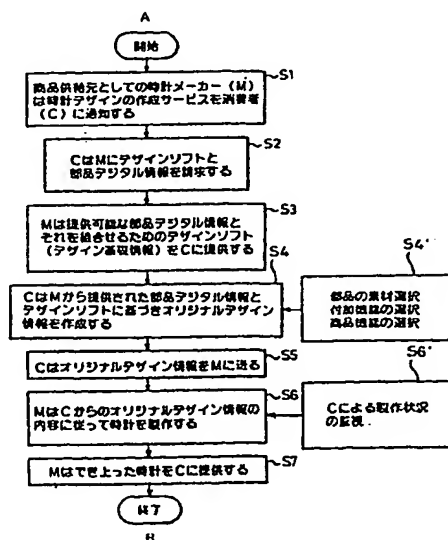 A
開始
S1
商品供給元としての時計メーカー(M)
は時計デザインの作成サービスを消費者
(C)に通知する
S2
CはMにデザインソフトと
部品デジタル情報を請求する
S3
Mは提供可能な部品デジタル情報と
それを組合せるためのデザインソフト
(デザイン基礎情報)をCに提供する
S4
CはMから提供された部品デジタル情報と
デザインソフトに基づきオリジナルデザイン
情報を作成する
S4'
部品の素材選択
付加機能の選択
商品機能の選択
S5
CはオリジナルデザインをMに送る
S6
MはCからのオリジナルデザイン情報の
内容に従って時計を製作する
S6'
Cによる製作状況
の監視
S7
Mはでき上った時計をCに提供する
終了
B